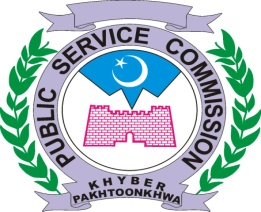 PUBLIC SERVICE COMMISSION
KHYBER
PAKHTOONKHWA